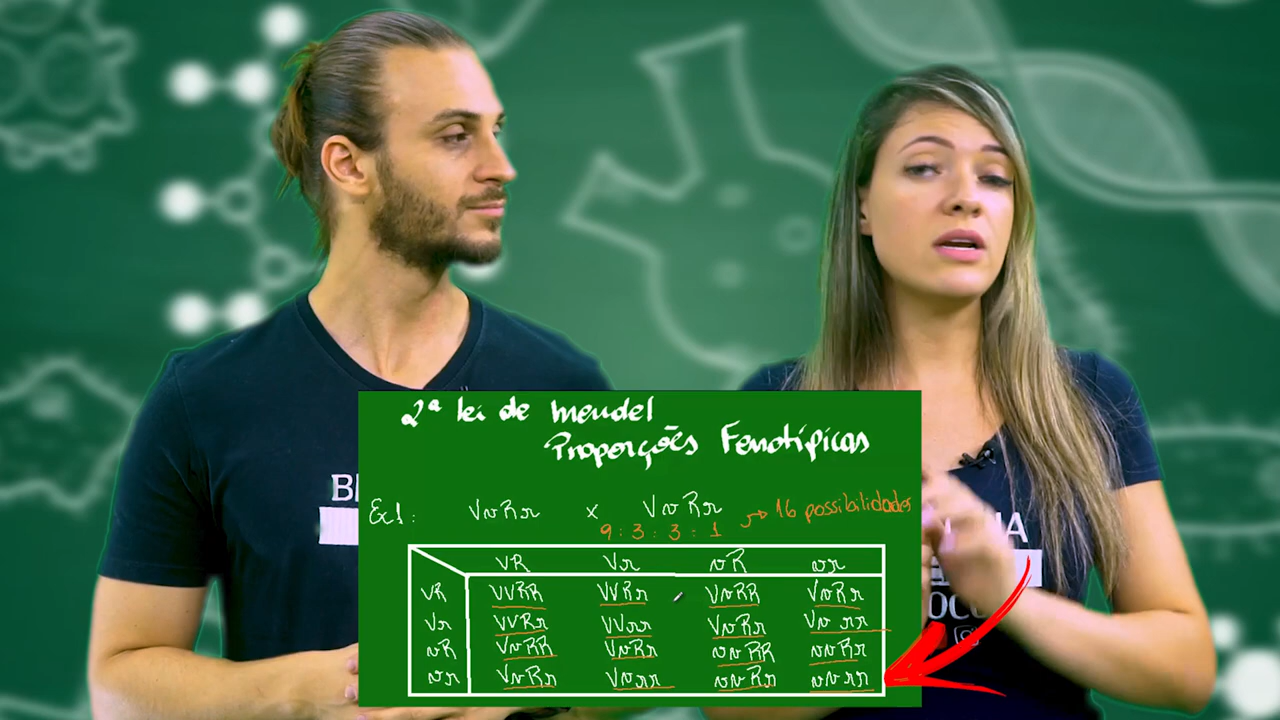 2ª lei de mendel
Proporções Fenotípicas
Ex1: VvRr x VvRr → 16 possibilidades
9 : 3 : 3 : 1
VR Vr vR vr
VR VVRR VVRr VvRR VvRr
Vr VVRr VVrr VvRr Vvrr
vR VvRR VvRr vvRR vvRr
vr VvRr Vvrr vvRr vvrr